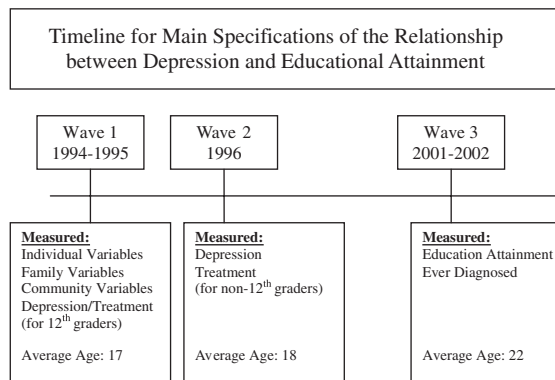 Timeline for Main Specifications of the Relationship
between Depression and Educational Attainment
Wave 1
1994-1995
Wave 2
1996
Wave 3
2001-2002
Measured:
Individual Variables
Family Variables
Community Variables
Depression/Treatment
(for 12th graders)
Average Age: 17
Measured:
Depression
Treatment
(for non-12th graders)
Average Age: 18
Measured:
Education Attainment
Ever Diagnosed
Average Age: 22